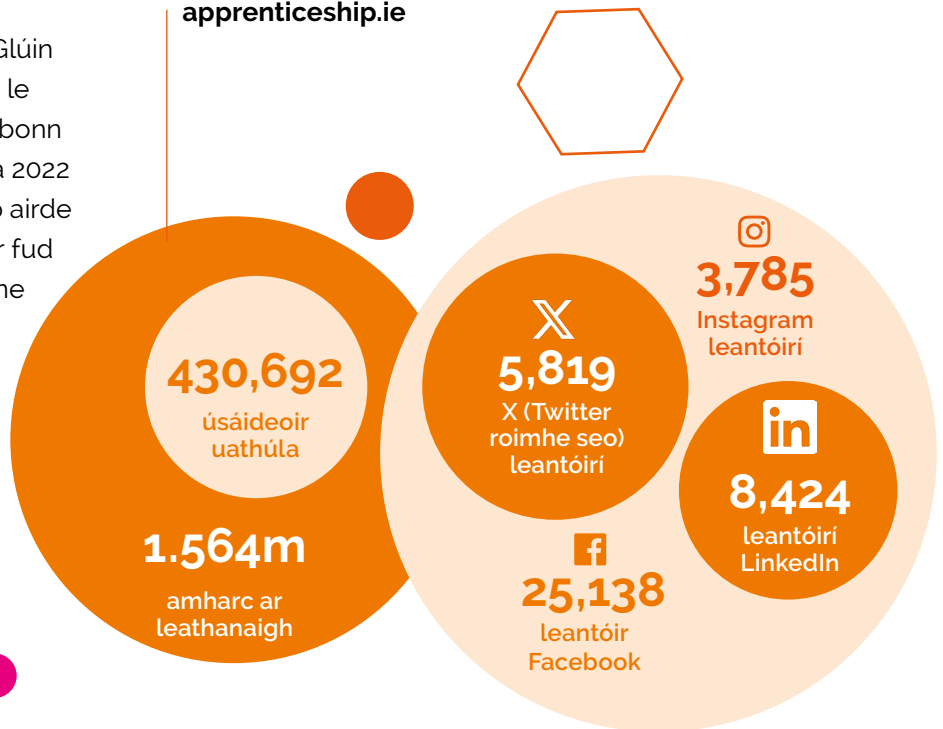 apprenticeship.ie
Glúin
le
bonn
2022
airde
fud
430,692
úsáideoir
uathúla
1.564m
amharc ar
leathanaigh
5,819
X (Twitter
roimhe seo)
leantóirí
3,785
Instagram
leantóirí
in
8,424
leantóirí
LinkedIn
25,138
leantóir
Facebook